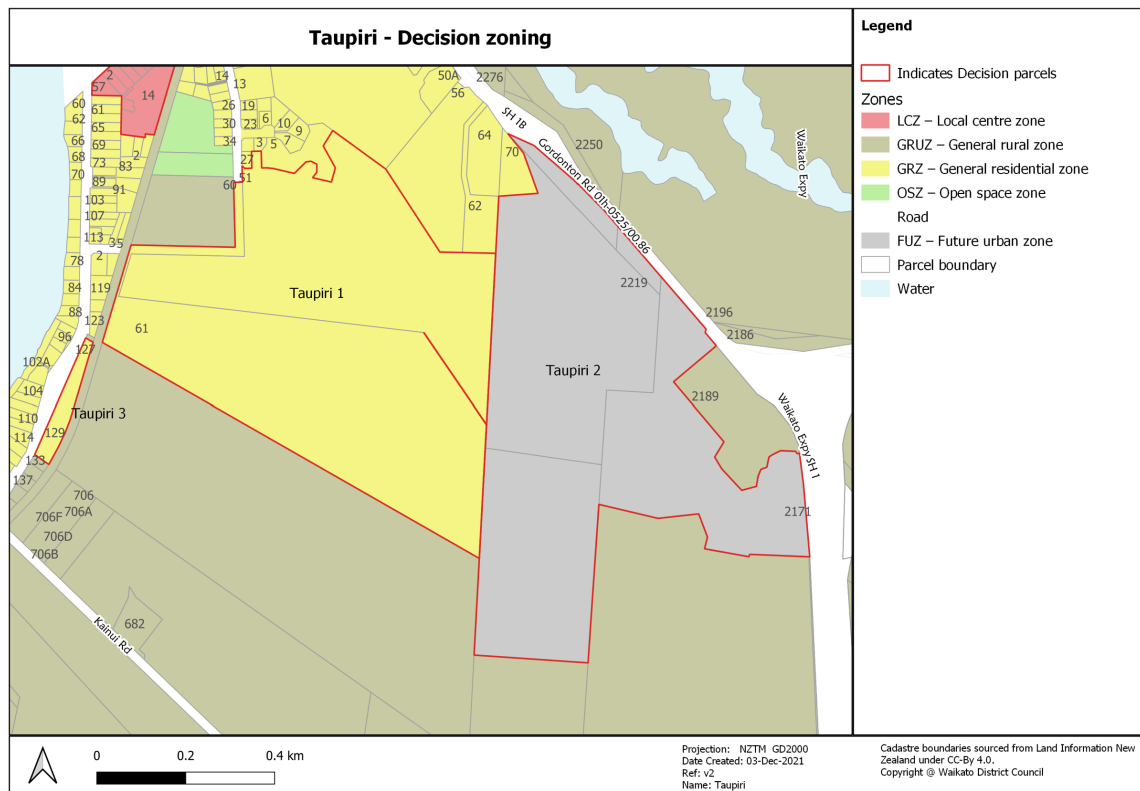 Taupiri - Decision zoning
2
57
14
60
61
62
65
66
69
68
73
2
83
70
89
91
103
107
113
35
78
2
84
119
88
123
96
127
102A
104
110
114
129
133
137
14
13
26
19
6
10
9
30
23
7
34
3
5
27
51
60
50A
2276
56
SH 1B
64
70
62
2250
Waikato Expy
Gordonton Rd 01h-0525/00.86
2219
2196
2186
Taupiri 1
61
Taupiri 2
2189
Taupiri 3
Waikato Expy SH 1
2171
706
706F
706A
706D
706B
682
Kainui Rd
Legend
Indicates Decision parcels
Zones
LCZ – Local centre zone
GRUZ – General rural zone
GRZ – General residential zone
OSZ – Open space zone
Road
FUZ – Future urban zone
Parcel boundary
Water
0
0.2
0.4 km
Projection: NZTM GD2000
Date Created: 03-Dec-2021
Ref: v2
Name: Taupiri
Cadastre boundaries sourced from Land Information New
Zealand under CC-By 4.0.
Copyright @ Waikato District Council